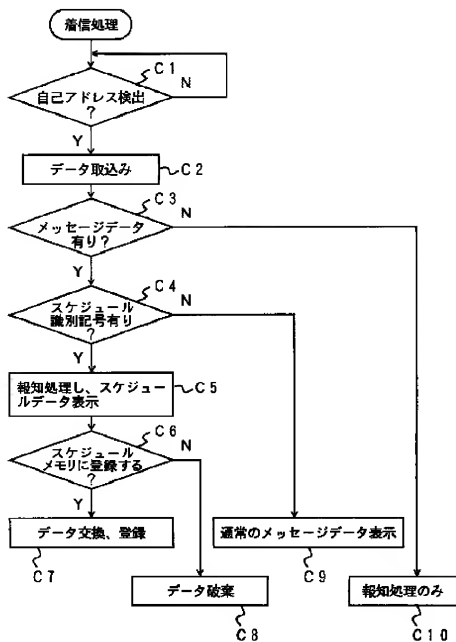 着信処理
C1
自己アドレス検出
?
N
Y
データ取込み
C2
C3
メッセージデータ
有り?
N
Y
C4
スケジュール
識別記号有り
?
N
Y
報知処理し、スケジュー
ルデータ表示
C5
C6
スケジュール
メモリに登録する
?
N
Y
データ交換、登録
C7
通常のメッセージデータ表示
C9
データ破棄
C8
報知処理のみ
C10